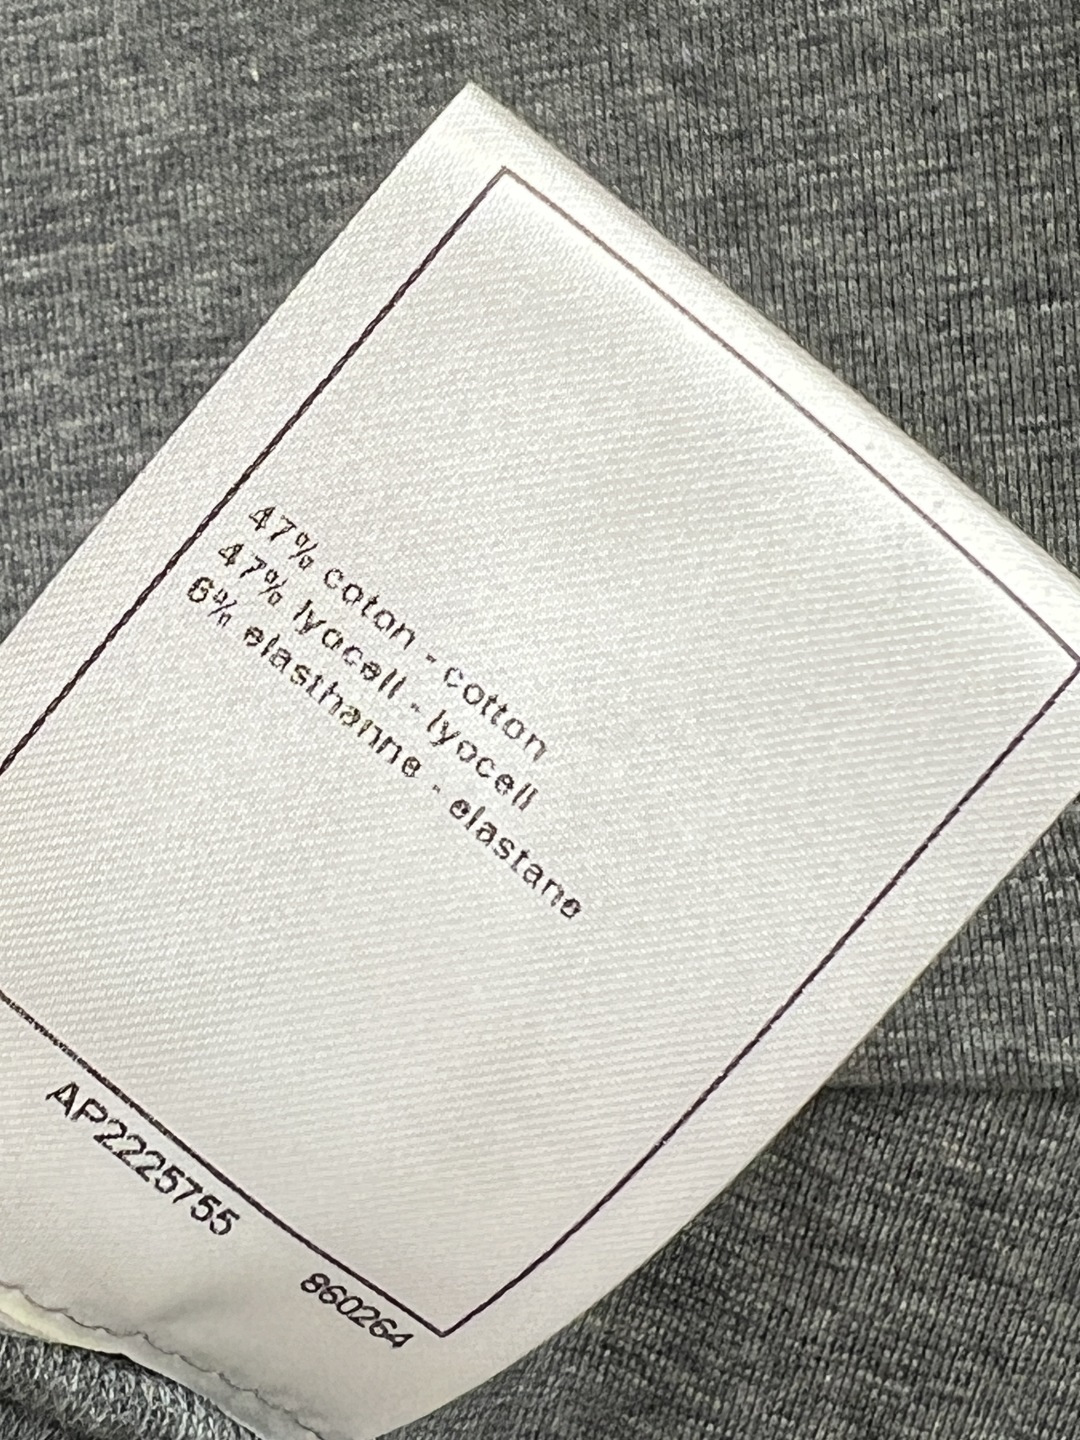 47% coton - cotton
47% lyocell - lyocell
6% elasthanne - elastane
AP2225755
860264